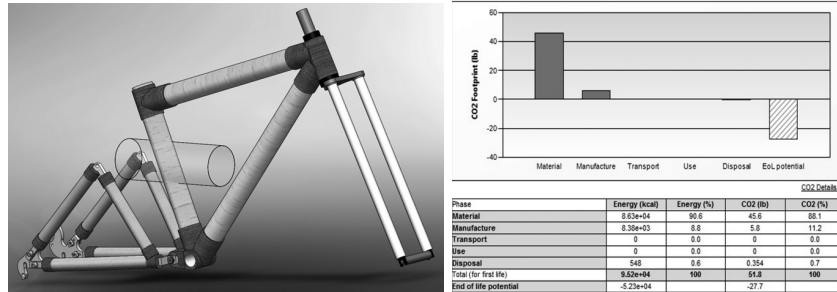 60
40
20
0
-20
-40
CO2 Footprint (lb)
Material Manufacture Transport Use Disposal EoL potential
CO2 Details
Phase Energy (kcal) Energy (%) CO2 (lb) CO2 (%)
Material 8.63e+04 90.6 45.6 88.1
Manufacture 8.38e+03 8.8 5.8 11.2
Transport 0 0.0 0 0.0
Use 0 0.0 0 0.0
Disposal 548 0.6 0.354 0.7
Total (for first life) 9.52e+04 100 51.8 100
End of life potential -5.23e+04 -27.7